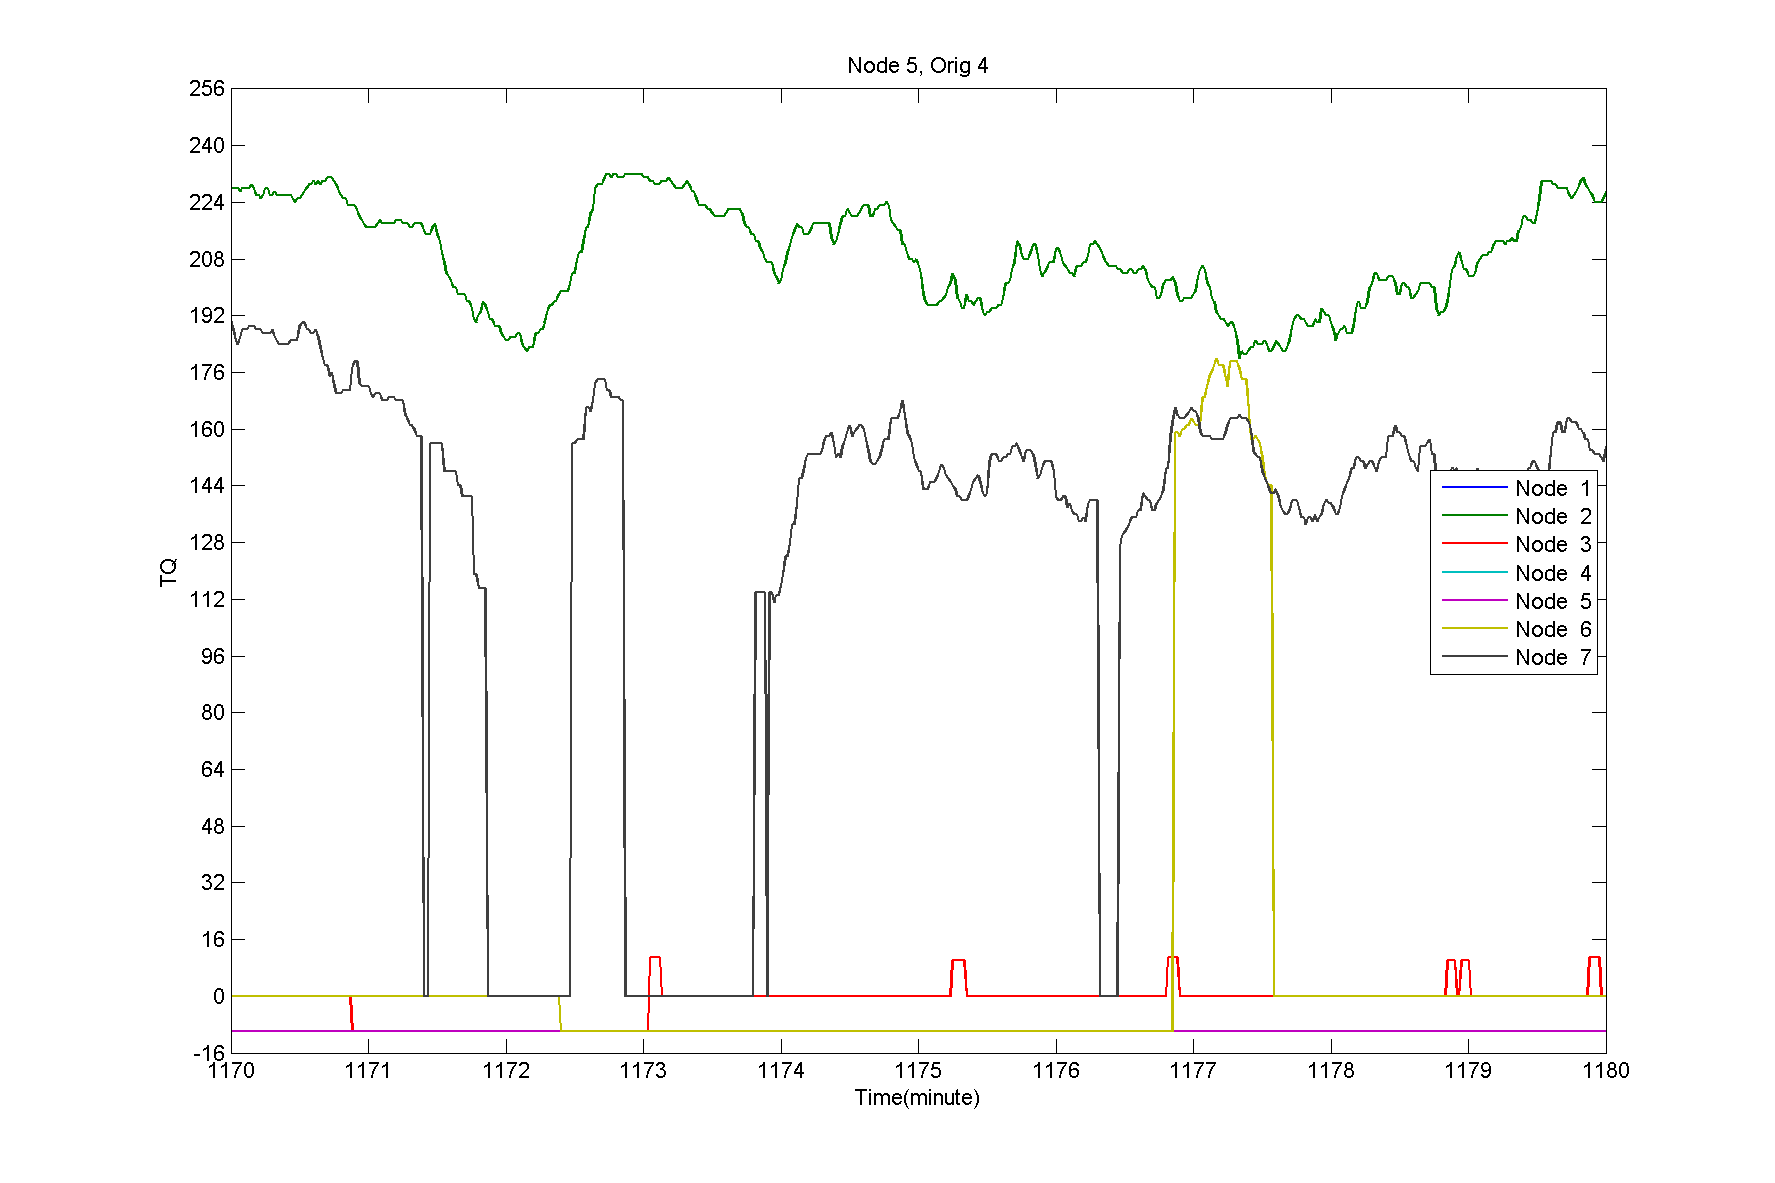 Node 5, Orig 4
256
240
224
208
192
176
160
144
128
112
96
80
64
48
32
16
0
-16
TQ
1170 1171 1172 1173 1174 1175 1176 1177 1178 1179 1180
Time(minute)
Node 1
Node 2
Node 3
Node 4
Node 5
Node 6
Node 7